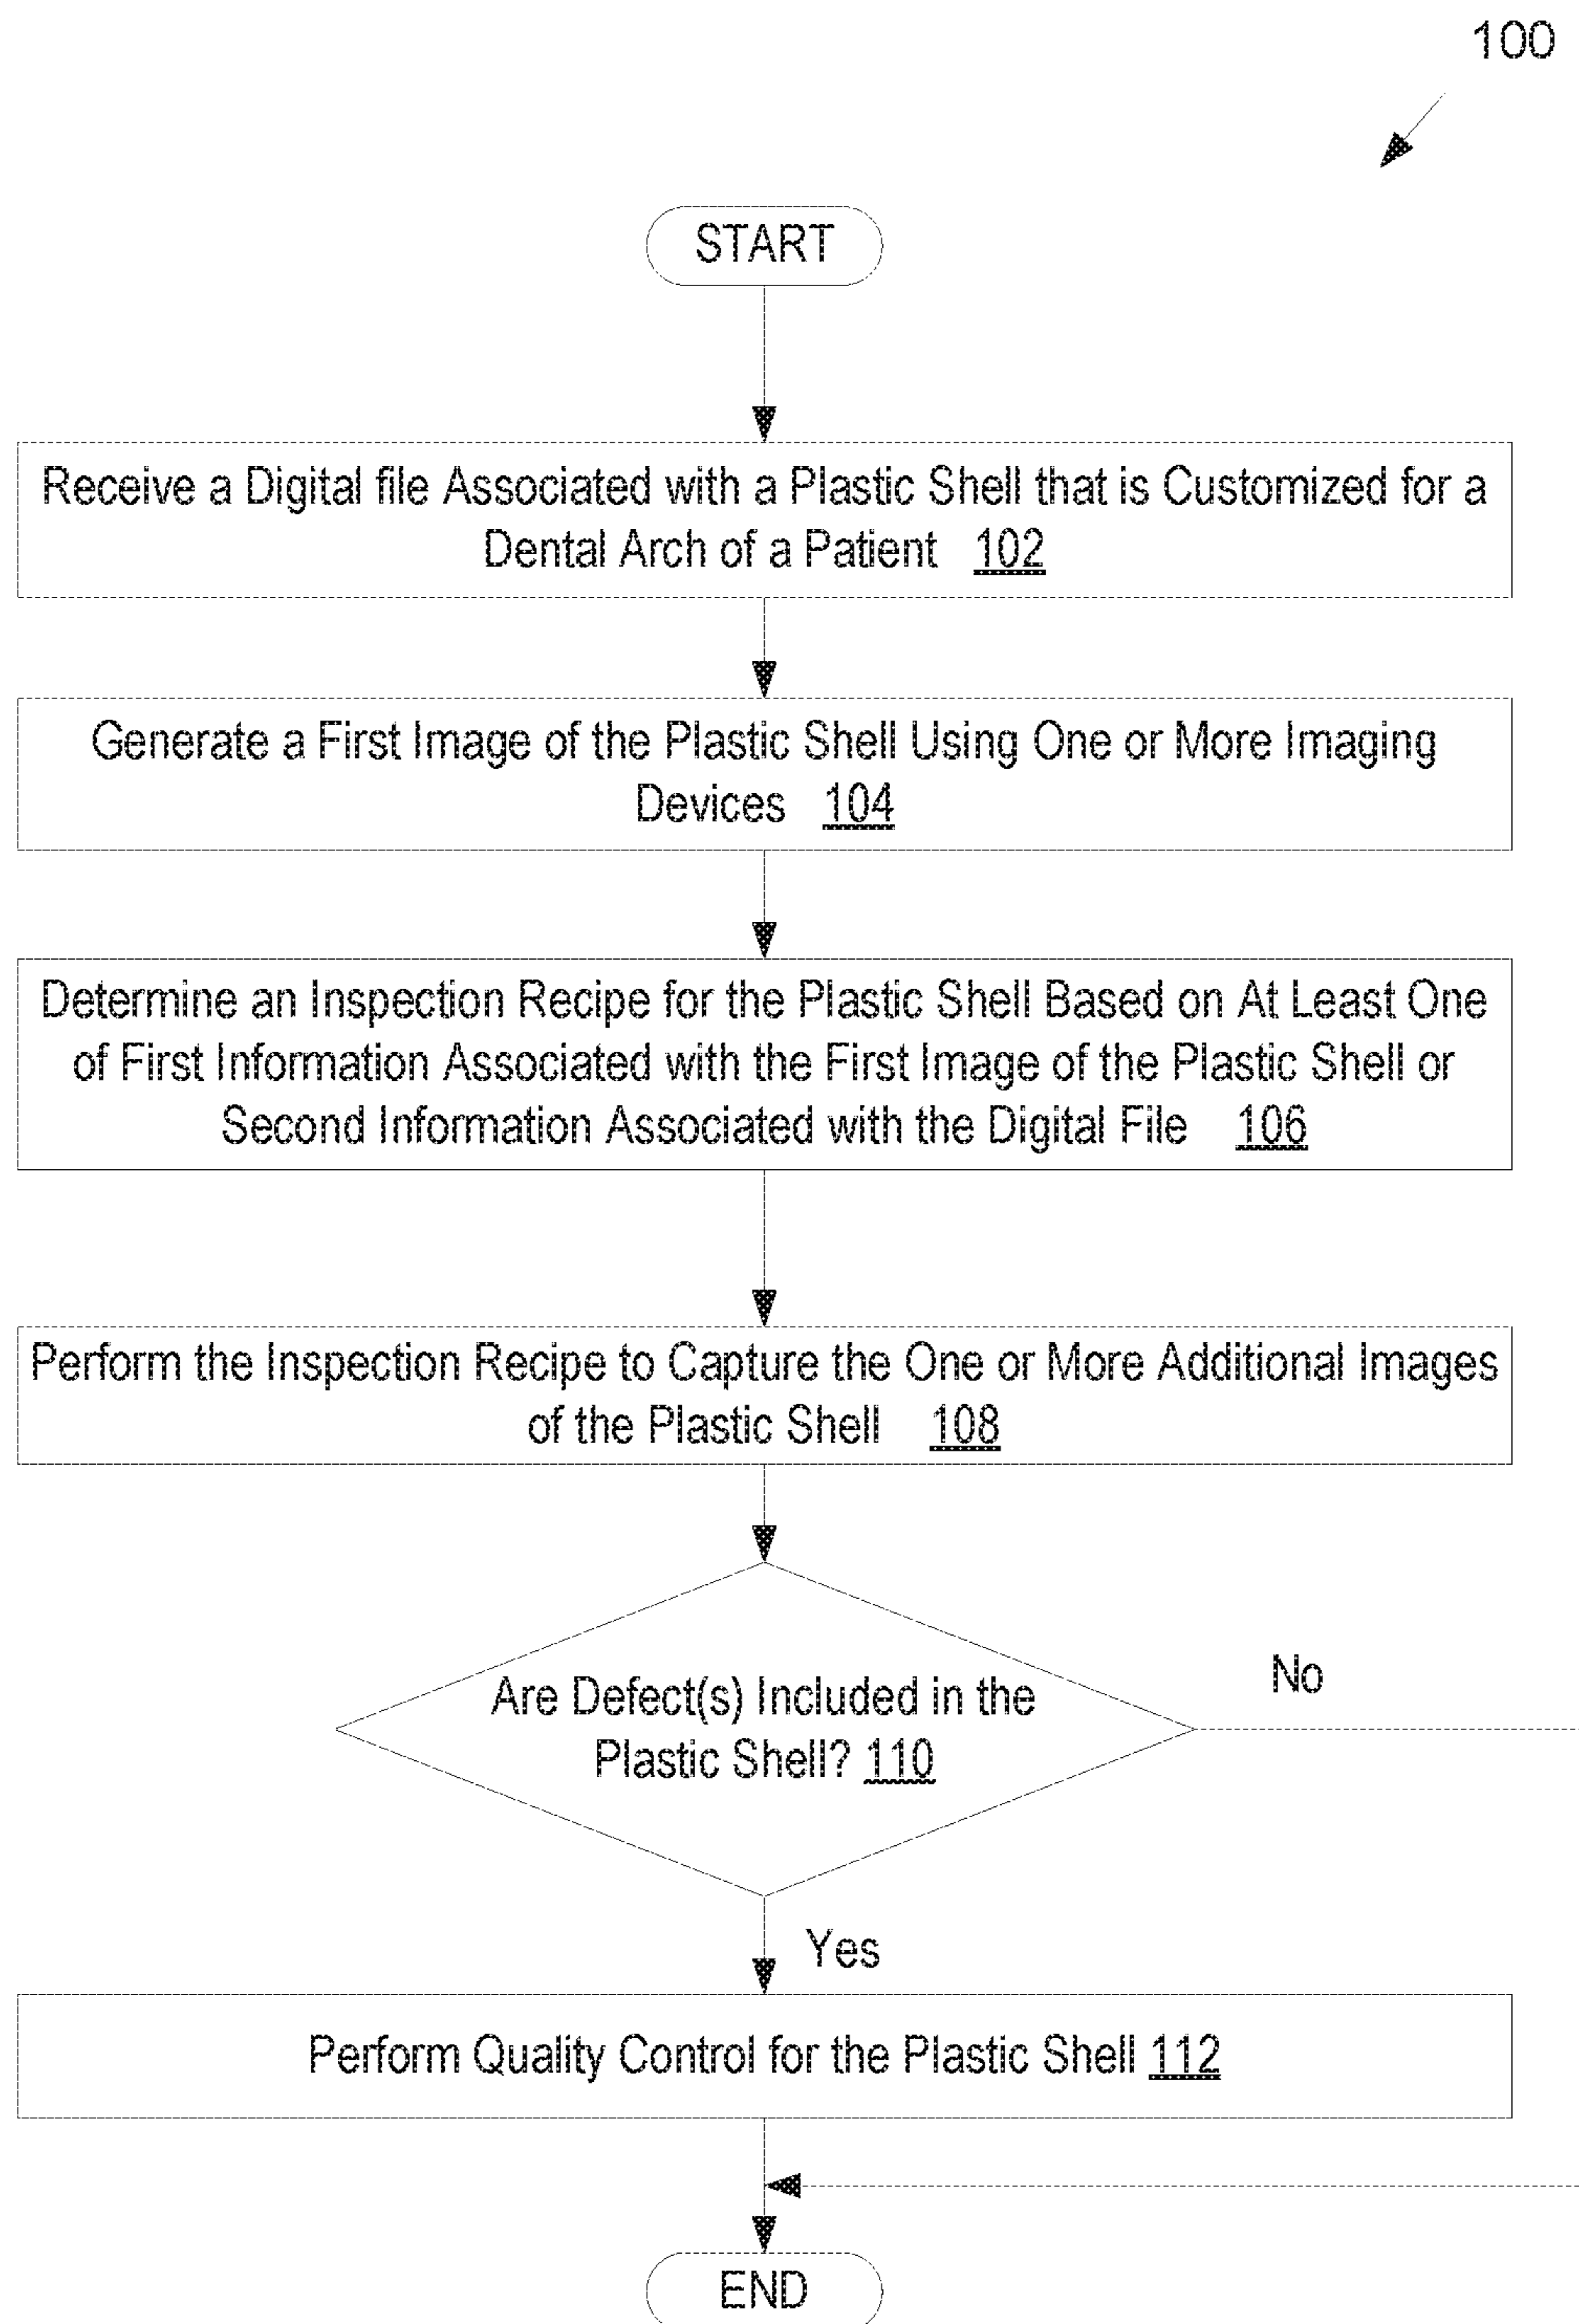 100
START
Receive a Digital file Associated with a Plastic Shell that is Customized for a
Dental Arch of a Patient 102
Generate a First Image of the Plastic Shell Using One or More Imaging
Devices 104
Determine an Inspection Recipe for the Plastic Shell Based on At Least One
of First Information Associated with the First Image of the Plastic Shell or
Second Information Associated with the Digital File 106
Perform the Inspection Recipe to Capture the One or More Additional Images
of the Plastic Shell 108
Are Defect(s) Included in the
Plastic Shell? 110
No
Yes
Perform Quality Control for the Plastic Shell 112
END